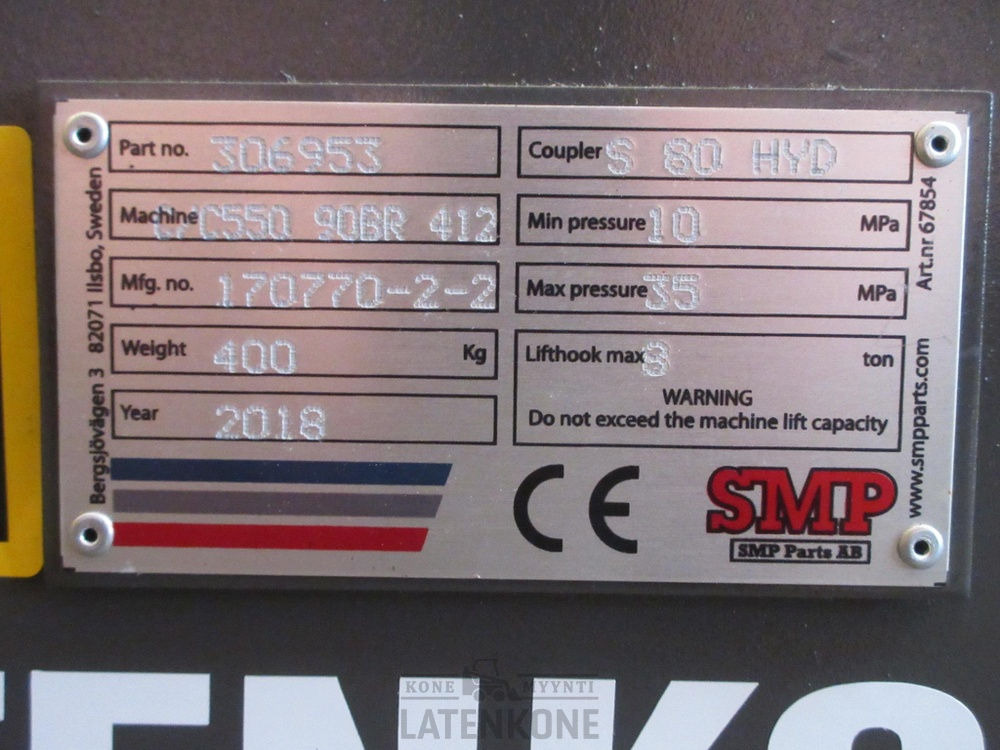 Part no. 306953
Machine C/C550 90BR 412
Mfg. no. 170770-2-2
Weight 400 Kg
Year 2018
Coupler S 80 HYD
Min pressure 10 MPa
Max pressure 35 MPa
Lifthook max 3 ton
WARNING
Do not exceed the machine lift capacity
CE
SMP
SMP Parts AB
Bergsjövägen 3 82071 Ilsbo, Sweden
www.smpparts.com Art.nr 67854
KONE MYYNTI
LATENKONE